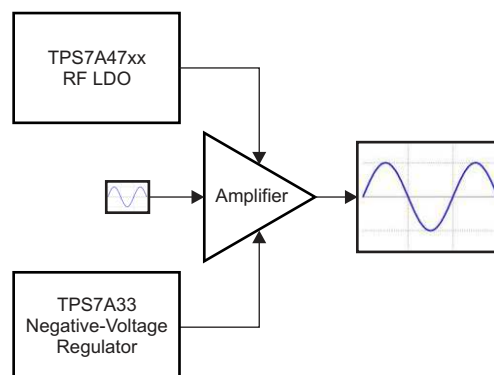 TPS7A47xx
RF LDO
Amplifier
TPS7A33
Negative-Voltage
Regulator